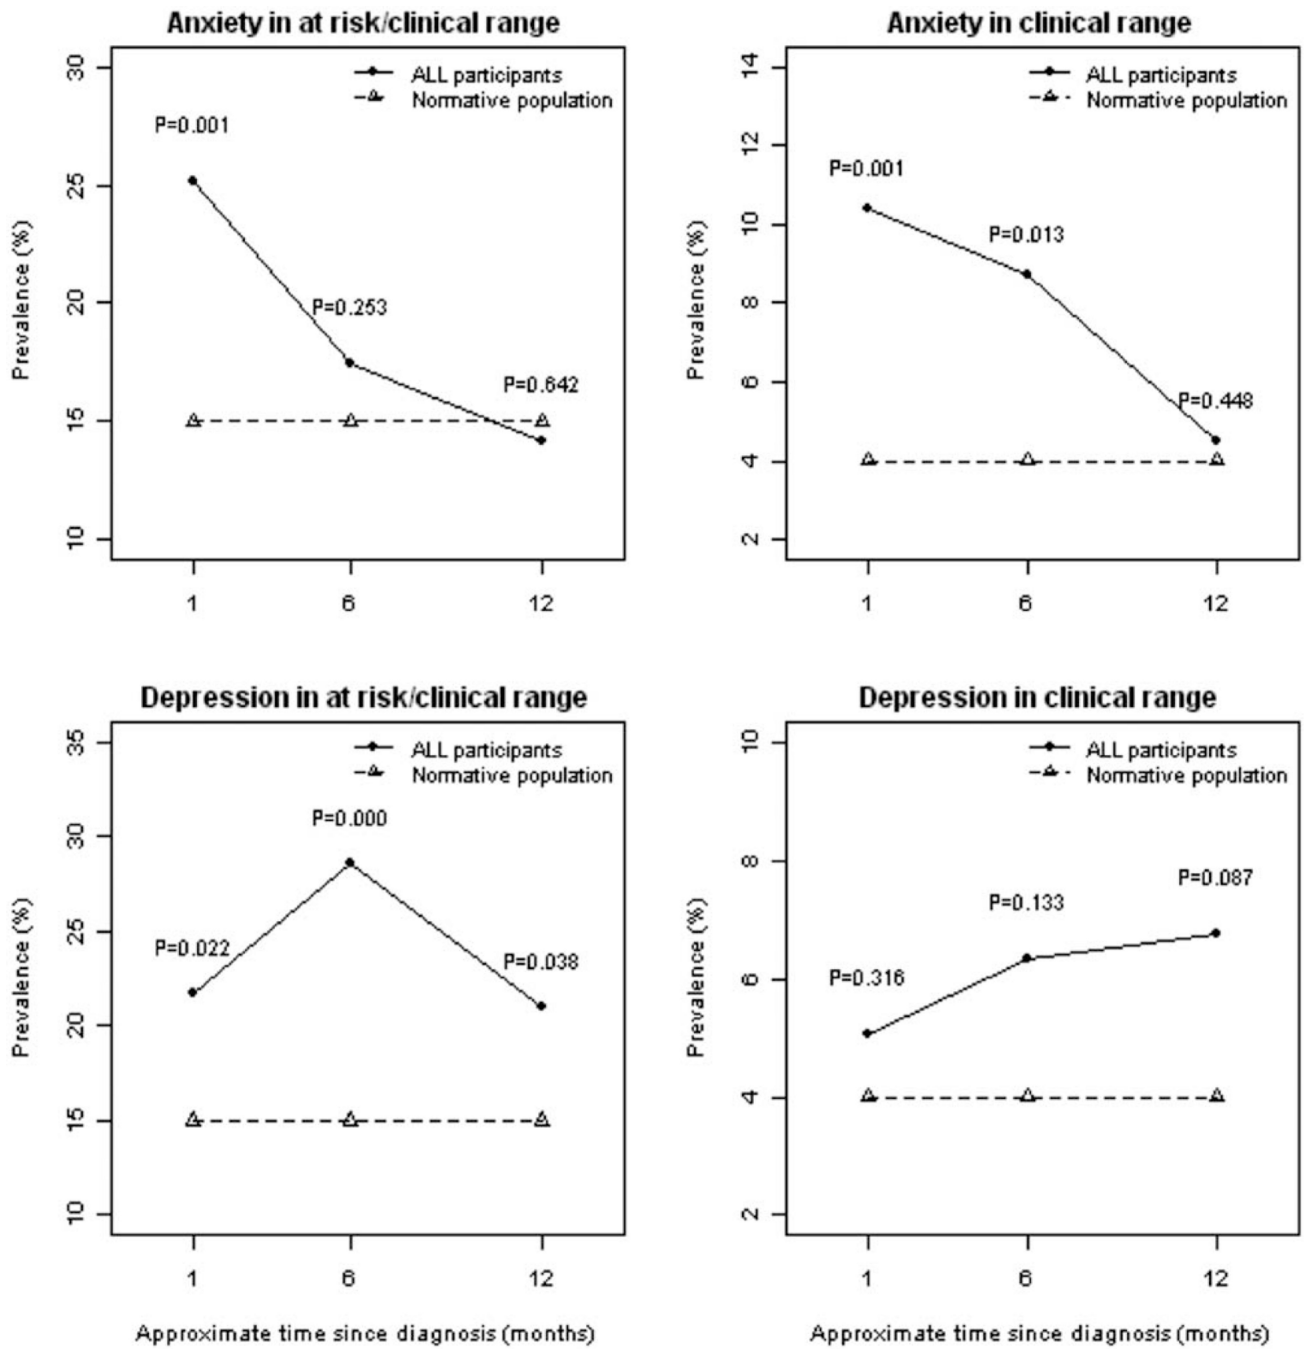 Anxiety in at risk/clinical range
ALL participants
Normative population
P=0.001
P=0.253
P=0.642
30
25
20
15
10
Prevalence (%)
1 6 12
Anxiety in clinical range
ALL participants
Normative population
P=0.001
P=0.013
P=0.448
14
12
10
8
6
4
2
Prevalence (%)
1 6 12
Depression in at risk/clinical range
ALL participants
Normative population
P=0.000
P=0.022
P=0.038
35
30
25
20
15
10
Prevalence (%)
1 6 12
Approximate time since diagnosis (months)
Depression in clinical range
ALL participants
Normative population
P=0.087
P=0.133
P=0.316
10
8
6
4
2
Prevalence (%)
1 6 12
Approximate time since diagnosis (months)